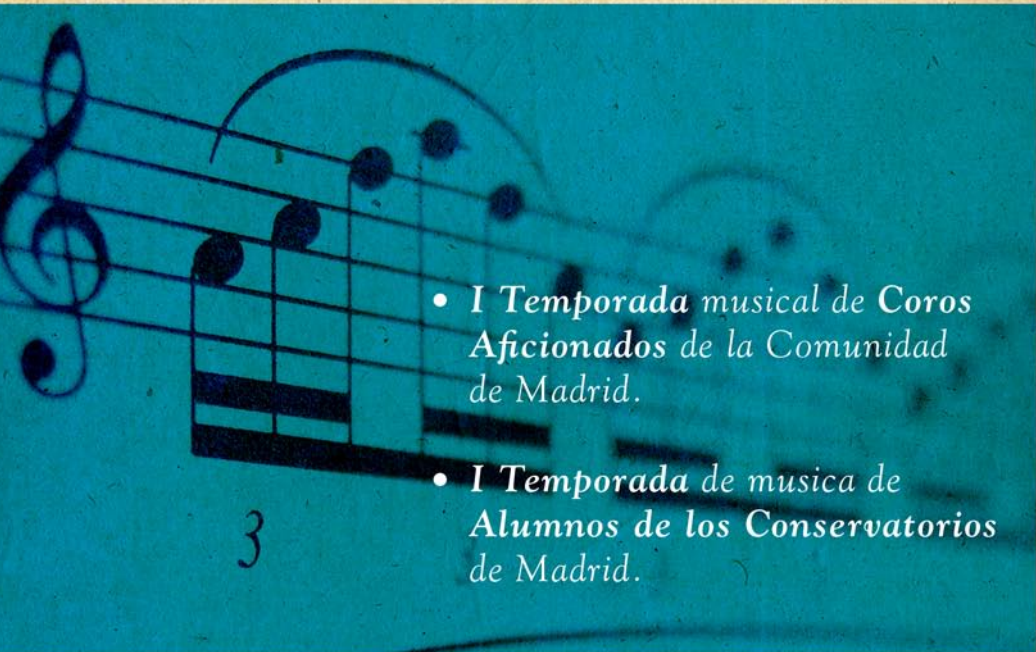 • I Temporada musical de Coros
Aficionados de la Comunidad
de Madrid.
• I Temporada de musica de
Alumnos de los Conservatorios
de Madrid.
3